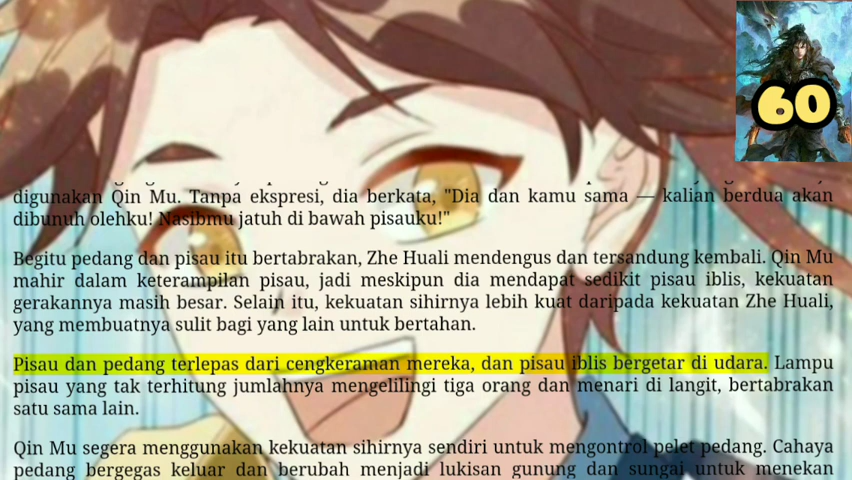 60
digunakan Qin Mu. Tanpa ekspresi, dia berkata, "Dia dan kamu sama — kalian berdua akan
dibunuh olehku! Nasibmu jatuh di bawah pisauku!"
Begitu pedang dan pisau itu bertabrakan, Zhe Huali mendengus dan tersandung kembali. Qin Mu
mahir dalam keterampilan pisau, jadi meskipun dia mendapat sedikit pisau iblis, kekuatan
gerakannya masih besar. Selain itu, kekuatan sihirnya lebih kuat daripada kekuatan Zhe Huali,
yang membuatnya sulit bagi yang lain untuk bertahan.
Pisau dan pedang terlepas dari cengkeraman mereka, dan pisau iblis bergetar di udara. Lampu
pisau yang tak terhitung jumlahnya mengelilingi tiga orang dan menari di langit, bertabrakan
satu sama lain.
Qin Mu segera menggunakan kekuatan sihirnya sendiri untuk mengontrol pelet pedang. Cahaya
pedang bergegas keluar dan berubah menjadi lukisan gunung dan sungai untuk menekan